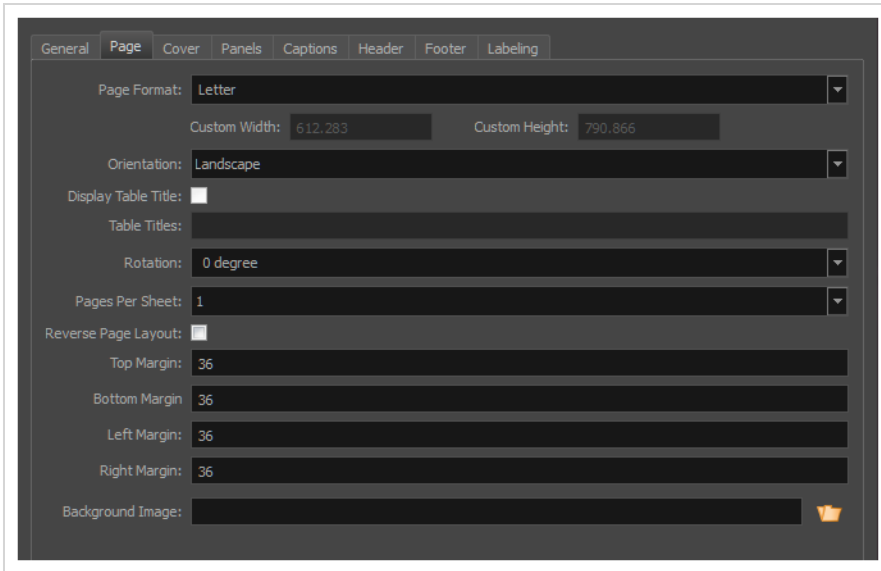 General Page Cover Panels Captions Header Footer Labeling
Page Format: Letter
Custom Width: 612.283 Custom Height: 790.866
Orientation: Landscape
Display Table Title:
Table Titles:
Rotation: 0 degree
Pages Per Sheet: 1
Reverse Page Layout:
Top Margin: 36
Bottom Margin 36
Left Margin: 36
Right Margin: 36
Background Image: